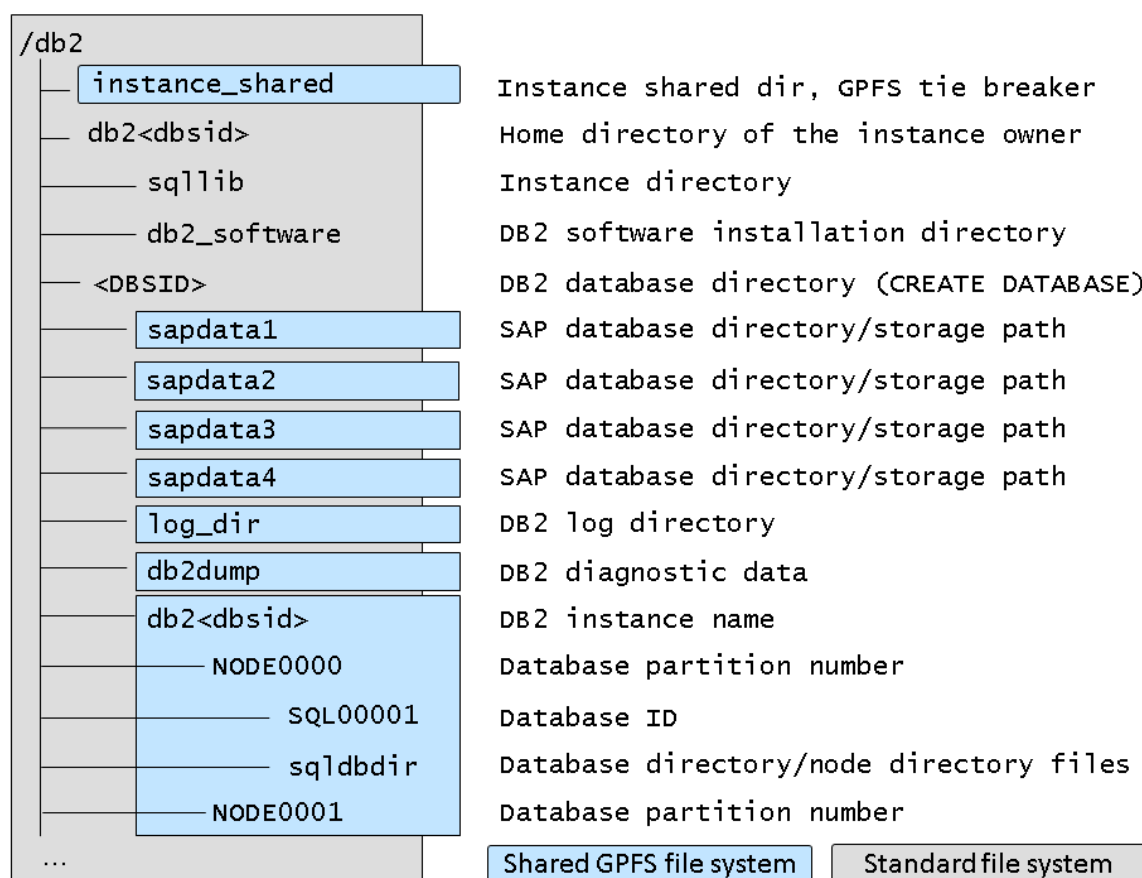 /db2
instance_shared Instance shared dir, GPFS tie breaker
db2<dbsid> Home directory of the instance owner
sqllib Instance directory
db2_software DB2 software installation directory
<DBSID> DB2 database directory (CREATE DATABASE)
sapdata1 SAP database directory/storage path
sapdata2 SAP database directory/storage path
sapdata3 SAP database directory/storage path
sapdata4 SAP database directory/storage path
log_dir DB2 log directory
db2dump DB2 diagnostic data
db2<dbsid> DB2 instance name
NODE0000 Database partition number
SQL00001 Database ID
sqldbdir Database directory/node directory files
NODE0001 Database partition number
...
Shared GPFS file system Standard file system